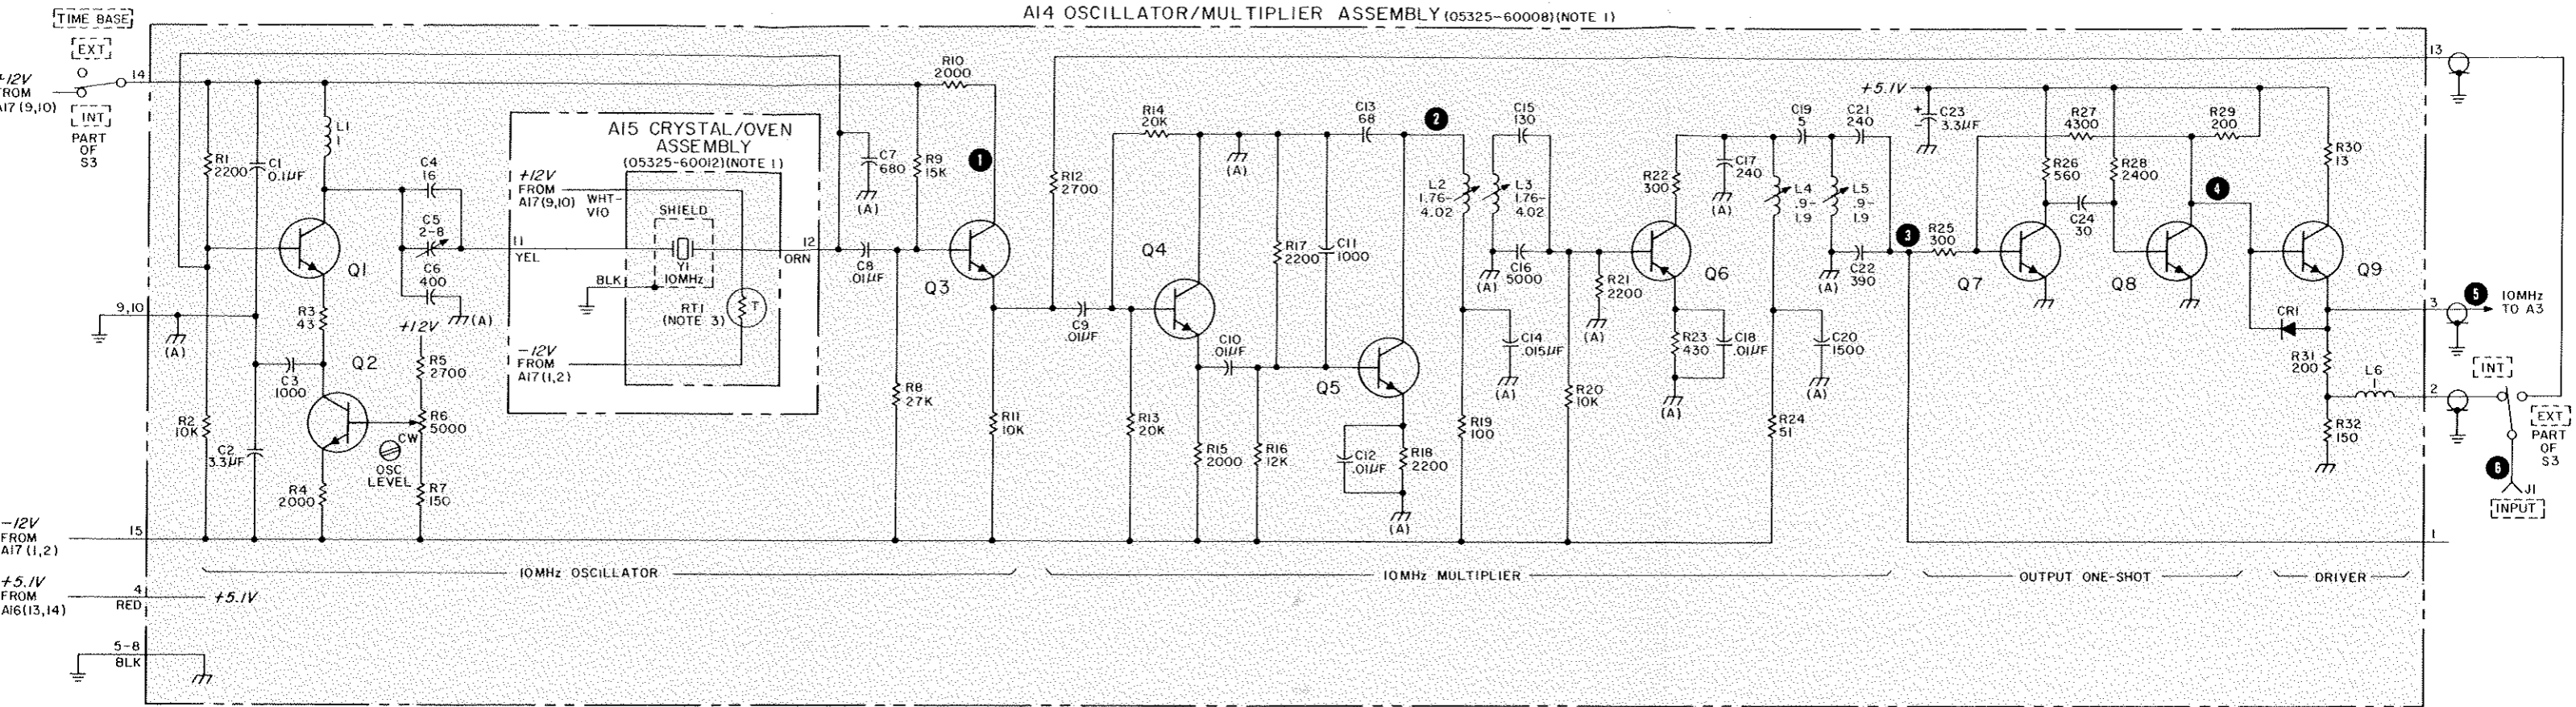 A14 OSCILLATOR/MULTIPLIER ASSEMBLY (05325-60008)(NOTE 1)
TIME BASE
EXT
+12V
FROM
A17 (9,10)
INT
PART
OF
S3
14
R1
2200
C1
0.1µF
L1
1
C4
16
C5
2-8
C6
400
(A)
Q1
R3
43
+12V
9,10
(A)
C3
1000
Q2
R5
2700
R6
5000
CW
OSC
LEVEL
R2
10K
C2
3.3µF
R4
2000
R7
150
-12V
FROM
A17 (1,2)
15
+5.1V
FROM
A16(13,14)
4
RED
+5.1V
5-8
BLK
10MHz OSCILLATOR
A15 CRYSTAL/OVEN
ASSEMBLY
(05325-60012)(NOTE 1)
+12V
FROM
A17(9,10)
WHT-
VIO
SHIELD
11
YEL
Y1
10MHz
BLK
RT1
(NOTE 3)
T
-12V
FROM
A17(1,2)
12
ORN
C7
680
(A)
R9
15K
R10
2000
1
C8
.01µF
Q3
R8
27K
R11
10K
R12
2700
R14
20K
C9
.01µF
Q4
R13
20K
(A)
R17
2200
C11
1000
C13
68
2
C10
.01µF
R15
2000
R16
12K
Q5
C12
.01µF
R18
2200
(A)
L2
1.76-
4.02
L3
1.76-
4.02
C15
130
C16
5000
(A)
C14
.015µF
(A)
R19
100
R20
10K
R21
2200
(A)
R22
300
Q6
R23
430
C18
.01µF
(A)
C17
240
(A)
L4
.9-
1.9
C19
5
C21
240
L5
.9-
1.9
C22
390
(A)
C20
1500
(A)
R24
51
10MHz MULTIPLIER
3
R25
300
+5.1V
C23
3.3µF
+
-
R27
4300
R29
200
R26
560
R28
2400
C24
30
Q7
Q8
4
R30
13
Q9
CR1
R31
200
R32
150
L6
1
OUTPUT ONE-SHOT
DRIVER
13
3
5
10MHz
TO A3
2
INT
EXT
PART
OF
S3
6
J1
INPUT
1